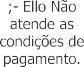 ;- Ello Não
atende as
condições de
pagamento.